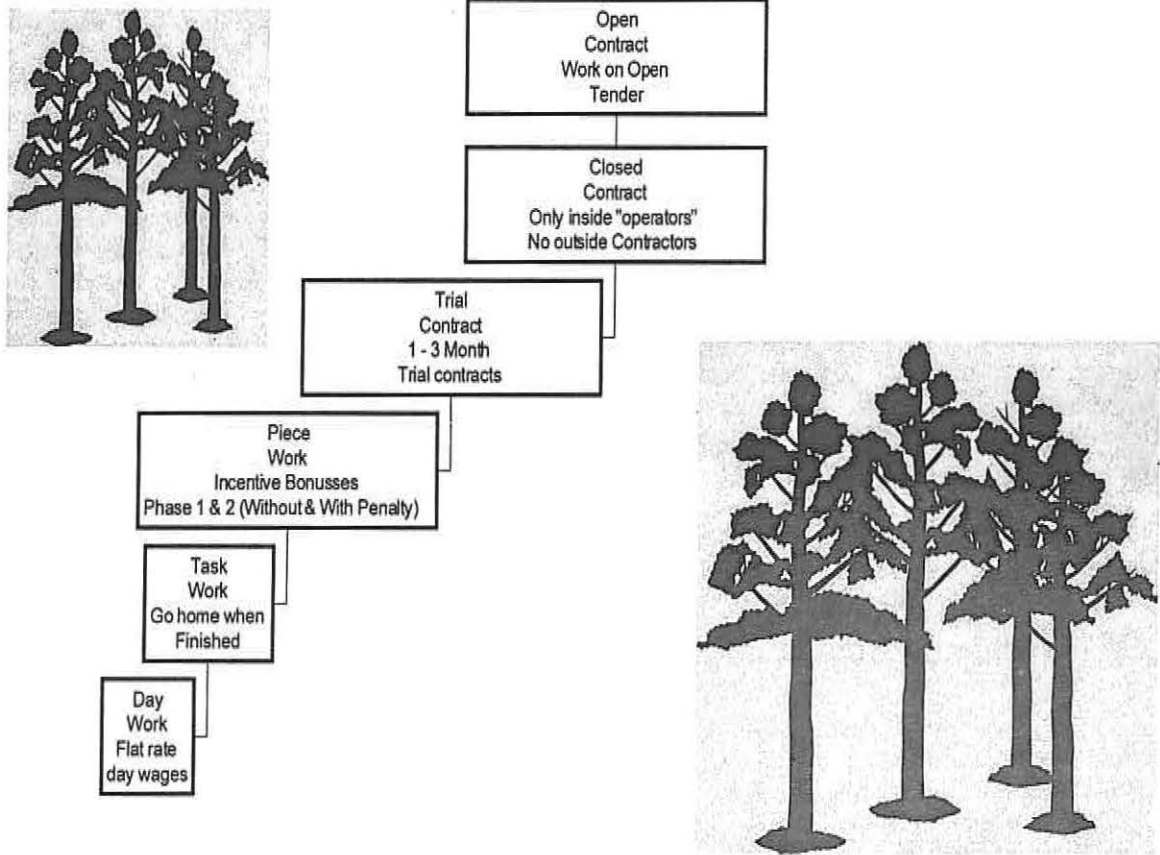 Open
Contract
Work on Open
Tender
Closed
Contract
Only inside "operators"
No outside Contractors
Trial
Contract
1 - 3 Month
Trial contracts
Piece
Work
Incentive Bonusses
Phase 1 & 2 (Without & With Penalty)
Task
Work
Go home when
Finished
Day
Work
Flat rate
day wages